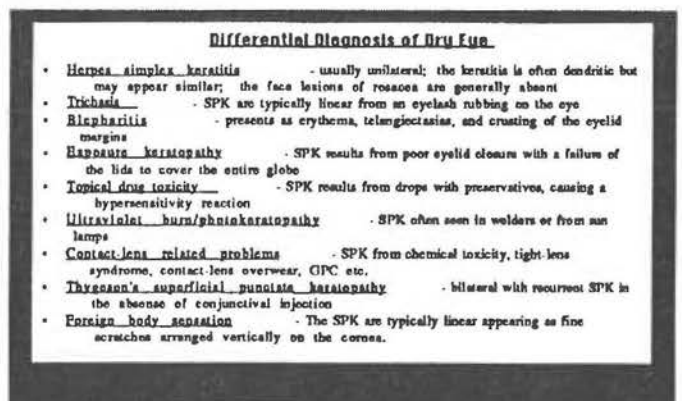 Differential Diagnosis of Dry Eye
• Herpes simplex keratitis - usually unilateral; the keratitis is often dendritic but
may appear similar; the face lesions of rosacea are generally absent
• Trichasis - SPK are typically linear from an eyelash rubbing on the eye
• Blepharitis - presents as erythema, telangiectasias, and crusting of the eyelid
margins
• Exposure keratopathy - SPK results from poor eyelid closure with a failure of
the lids to cover the entire globe
• Topical drug toxicity - SPK results from drops with preservatives, causing a
hypersensitivity reaction
• Ultraviolet burn/photokeratopathy - SPK often seen in welders or from sun
lamps
• Contact-lens related problems - SPK from chemical toxicity, tight-lens
syndrome, contact-lens overwear, GPC etc.
• Thygeson's superficial punctate keratopathy - bilateral with recurrent SPK in
the absense of conjunctival injection
• Foreign body sensation - The SPK are typically linear appearing as fine
scratches arranged vertically on the cornea.